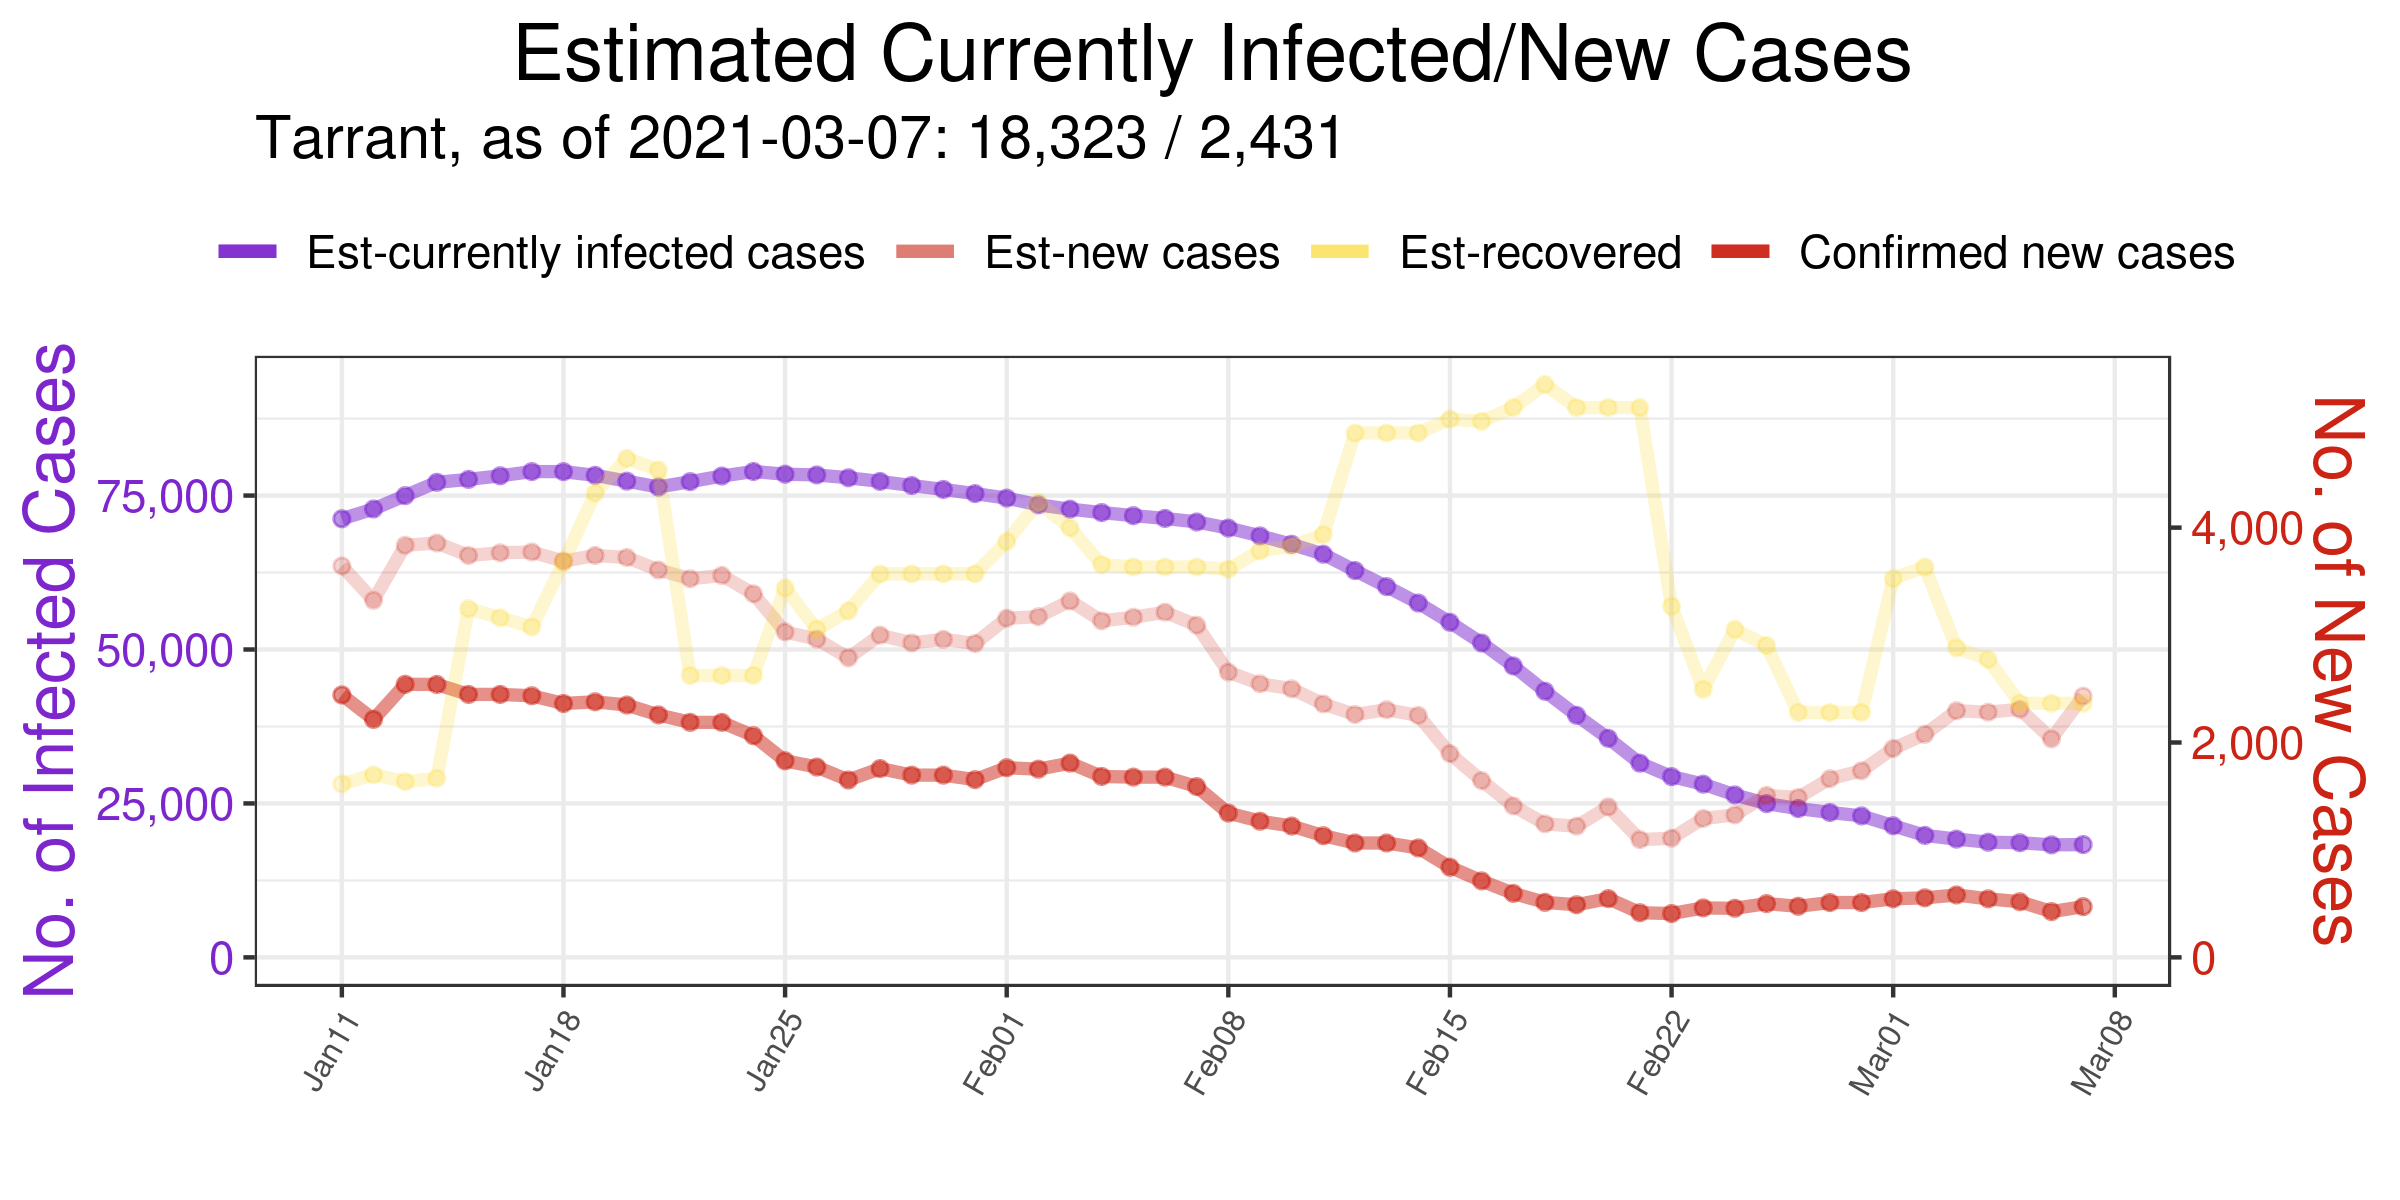 Estimated Currently Infected/New Cases
Tarrant, as of 2021-03-07: 18,323 / 2,431
Est-currently infected cases Est-new cases Est-recovered Confirmed new cases
No. of Infected Cases
75,000
50,000
25,000
0
4,000
2,000
0
No. of New Cases
Jan11 Jan18 Jan25 Feb01 Feb08 Feb15 Feb22 Mar01 Mar08